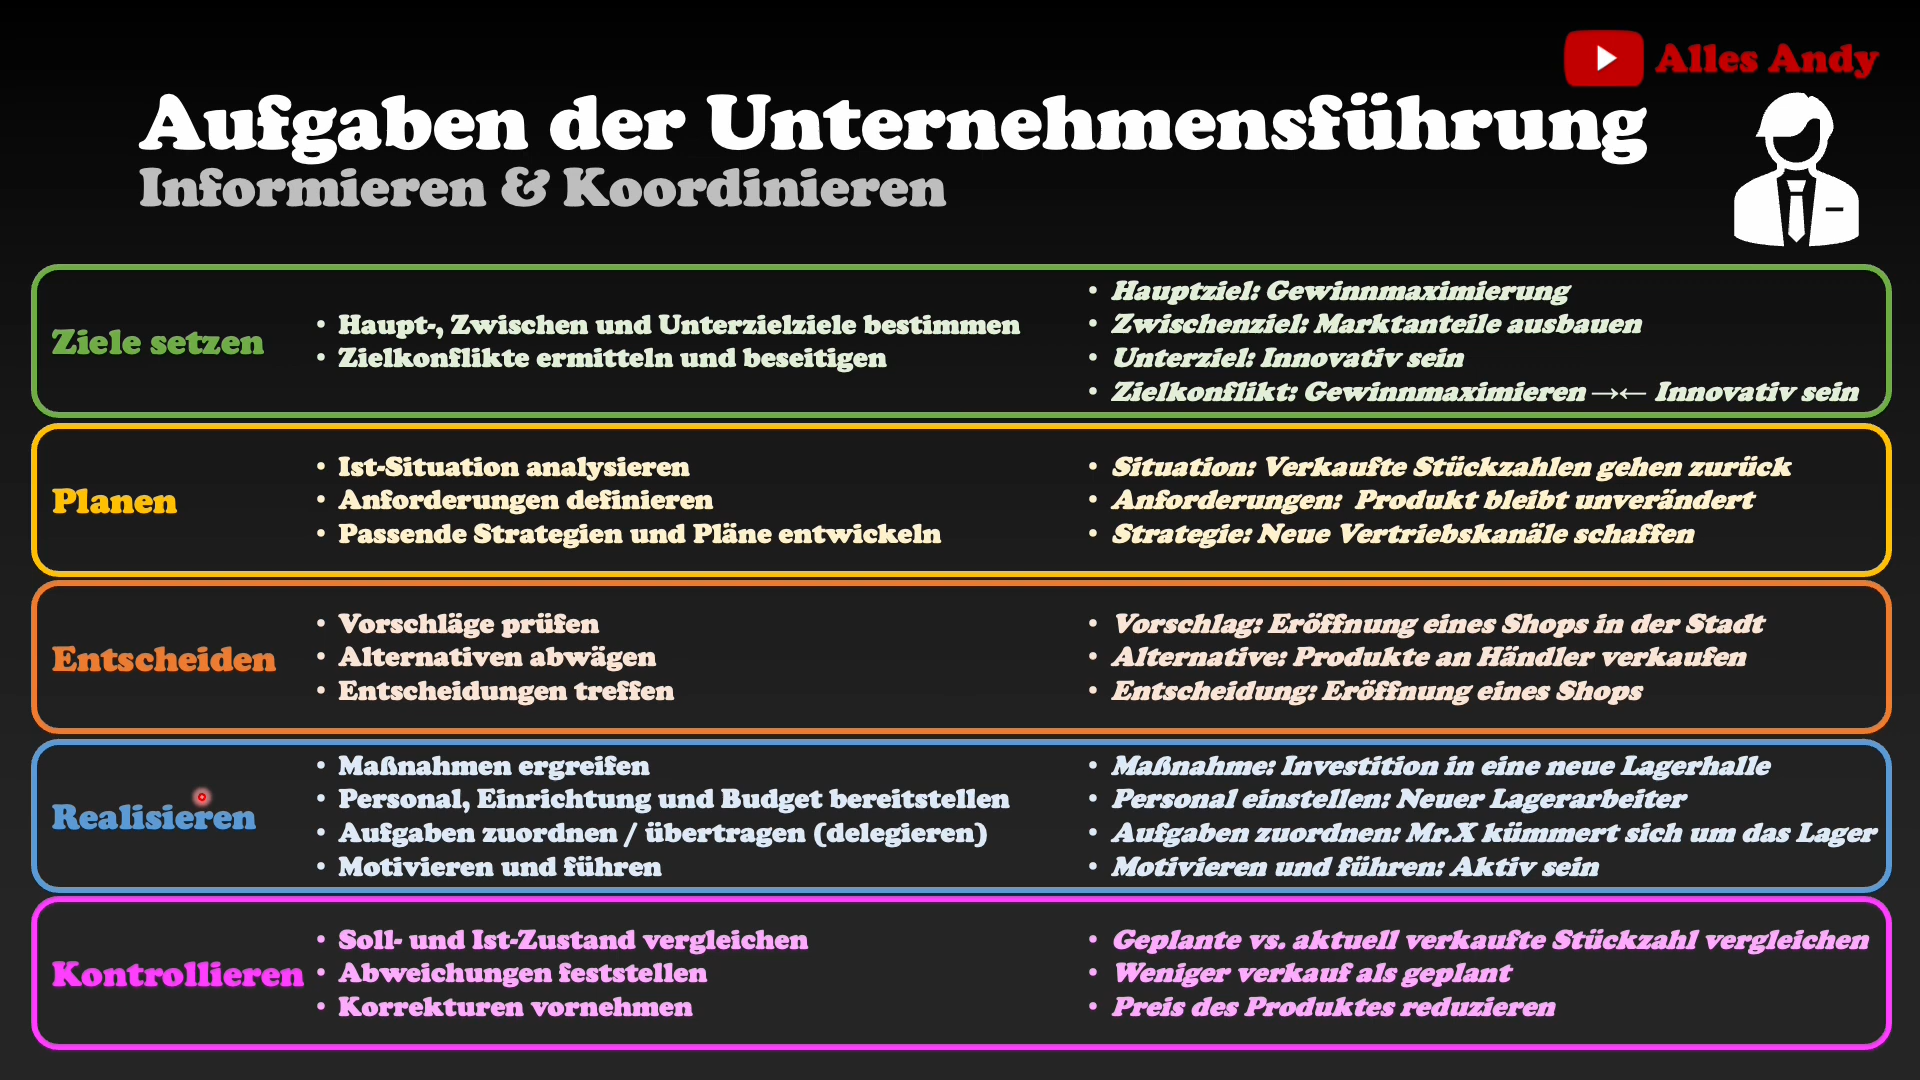 Alles Andy
Aufgaben der Unternehmensführung
Informieren & Koordinieren
Ziele setzen
• Haupt-, Zwischen und Unterzielziele bestimmen
• Zielkonflikte ermitteln und beseitigen
• Hauptziel: Gewinnmaximierung
• Zwischenziel: Marktanteile ausbauen
• Unterziel: Innovativ sein
• Zielkonflikt: Gewinnmaximieren →← Innovativ sein
Planen
• Ist-Situation analysieren
• Anforderungen definieren
• Passende Strategien und Pläne entwickeln
• Situation: Verkaufte Stückzahlen gehen zurück
• Anforderungen: Produkt bleibt unverändert
• Strategie: Neue Vertriebskanäle schaffen
Entscheiden
• Vorschläge prüfen
• Alternativen abwägen
• Entscheidungen treffen
• Vorschlag: Eröffnung eines Shops in der Stadt
• Alternative: Produkte an Händler verkaufen
• Entscheidung: Eröffnung eines Shops
Realisieren
• Maßnahmen ergreifen
• Personal, Einrichtung und Budget bereitstellen
• Aufgaben zuordnen / übertragen (delegieren)
• Motivieren und führen
• Maßnahme: Investition in eine neue Lagerhalle
• Personal einstellen: Neuer Lagerarbeiter
• Aufgaben zuordnen: Mr.X kümmert sich um das Lager
• Motivieren und führen: Aktiv sein
Kontrollieren
• Soll- und Ist-Zustand vergleichen
• Abweichungen feststellen
• Korrekturen vornehmen
• Geplante vs. aktuell verkaufte Stückzahl vergleichen
• Weniger verkauf als geplant
• Preis des Produktes reduzieren